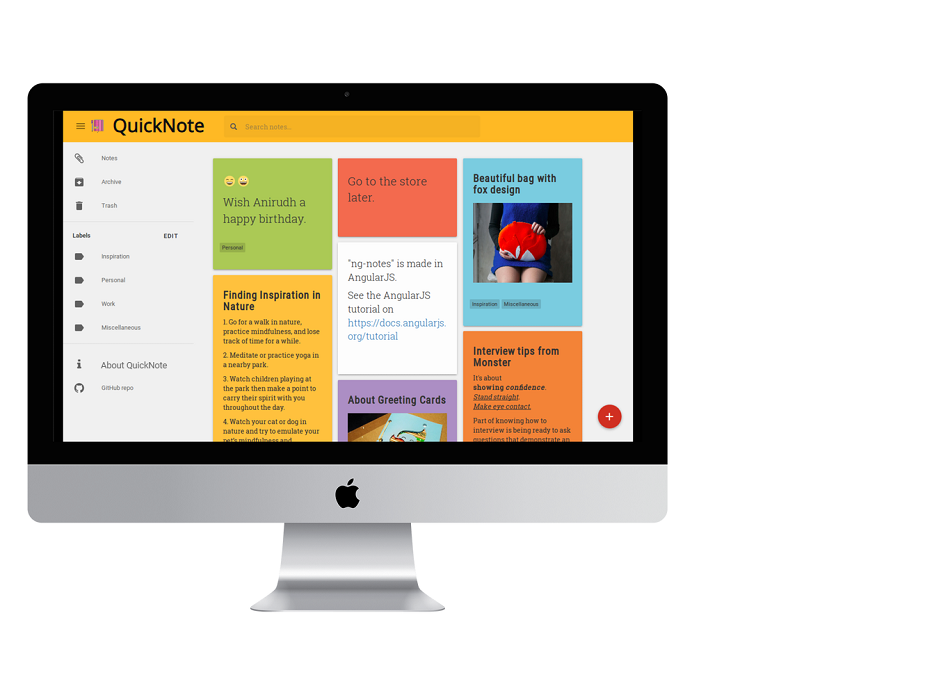 QuickNote
Search notes...
Notes
Archive
Trash
Labels
EDIT
Inspiration
Personal
Work
Miscellaneous
About QuickNote
GitHub repo
Wish Anirudh a
happy birthday.
Personal
Finding Inspiration in
Nature
1. Go for a walk in nature,
practice mindfulness, and lose
track of time for a while.
2. Meditate or practice yoga in
a nearby park.
3. Watch children playing at
the park then make a point to
carry their spirit with you
throughout the day.
4. Watch your cat or dog in
nature and try to emulate your
pet's mindfulness and
Go to the store
later.
"ng-notes" is made in
AngularJS.
See the AngularJS
tutorial on
https://docs.angularjs.
org/tutorial
About Greeting Cards
Beautiful bag with
fox design
Inspiration Miscellaneous
Interview tips from
Monster
It's about
showing confidence.
Stand straight.
Make eye contact.
Part of knowing how to
interview is being ready to ask
questions that demonstrate an